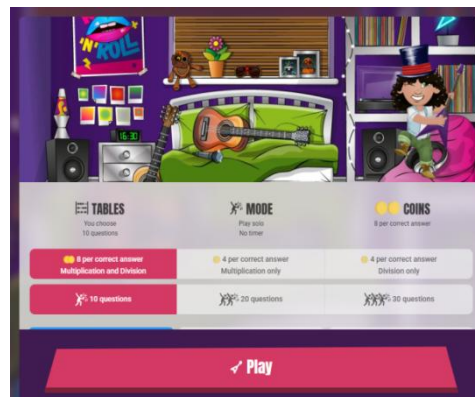 'N'
ROLL
16:30
TABLES
You choose
10 questions
MODE
Play solo
No timer
COINS
8 per correct answer
8 per correct answer
Multiplication and Division
4 per correct answer
Multiplication only
4 per correct answer
Division only
10 questions
20 questions
30 questions
Play